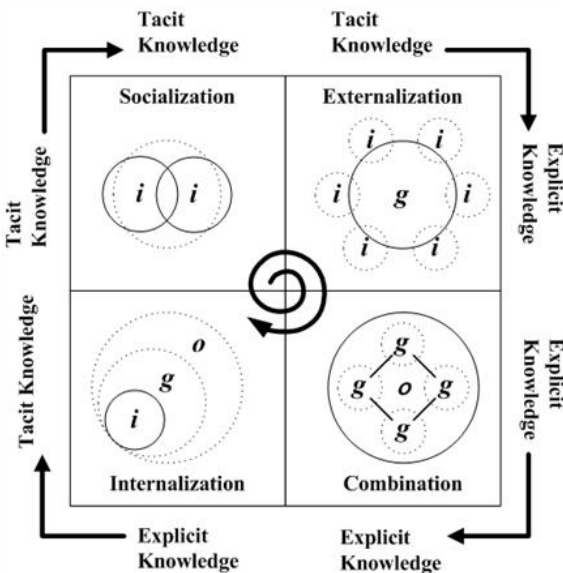 Tacit
Knowledge
Tacit
Knowledge
Socialization
Externalization
Tacit
Knowledge
i i
i i
i g i
i i
Explicit
Knowledge
Tacit Knowledge
o
g
i
g
g o g
g
Explicit
Knowledge
Internalization
Combination
Explicit
Knowledge
Explicit
Knowledge